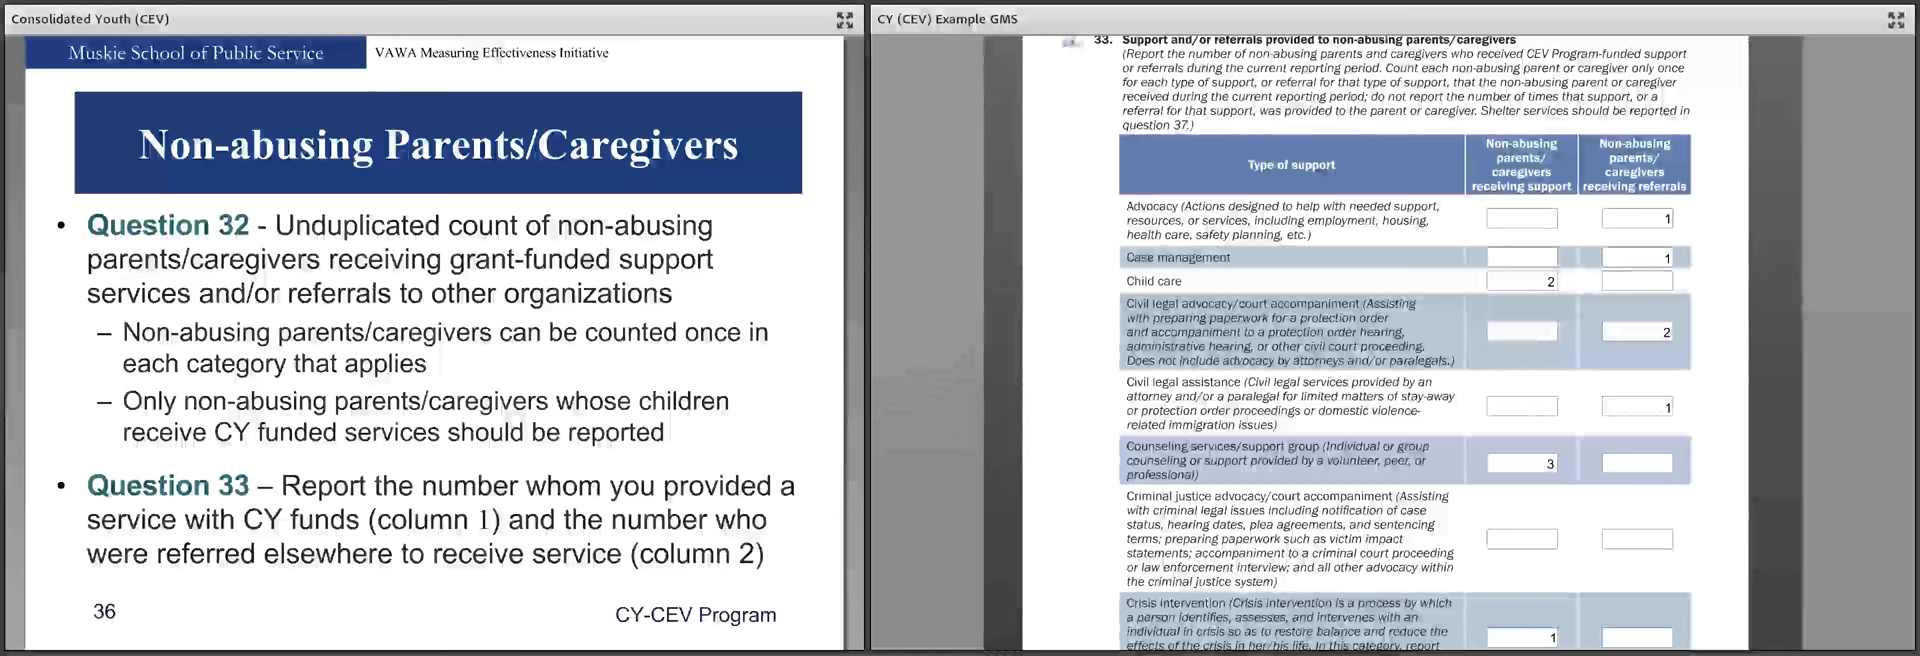 Consolidated Youth (CEV)
Muskie School of Public Service
VAWA Measuring Effectiveness Initiative
Non-abusing Parents/Caregivers
• Question 32 - Unduplicated count of non-abusing
parents/caregivers receiving grant-funded support
services and/or referrals to other organizations
– Non-abusing parents/caregivers can be counted once in
each category that applies
– Only non-abusing parents/caregivers whose children
receive CY funded services should be reported
• Question 33 – Report the number whom you provided a
service with CY funds (column 1) and the number who
were referred elsewhere to receive service (column 2)
36
CY-CEV Program
CY (CEV) Example GMS
33. Support and/or referrals provided to non-abusing parents/caregivers
(Report the number of non-abusing parents and caregivers who received CEV Program-funded support
or referrals during the current reporting period. Count each non-abusing parent or caregiver only once
for each type of support, or referral for that type of support, that the non-abusing parent or caregiver
received during the current reporting period; do not report the number of times that support, or a
referral for that support, was provided to the parent or caregiver. Shelter services should be reported in
question 37.)
Type of support
Non-abusing
parents/
caregivers
receiving support
Non-abusing
parents/
caregivers
receiving referrals
Advocacy (Actions designed to help with needed support,
resources, or services, including employment, housing,
health care, safety planning, etc.)
1
Case management
1
Child care
2
Civil legal advocacy/court accompaniment (Assisting
with preparing paperwork for a protection order
and accompaniment to a protection order hearing,
administrative hearing, or other civil court proceeding.
Does not include advocacy by attorneys and/or paralegals.)
2
Civil legal assistance (Civil legal services provided by an
attorney and/or a paralegal for limited matters of stay-away
or protection order proceedings or domestic violence-
related immigration issues)
1
Counseling services/support group (Individual or group
counseling or support provided by a volunteer, peer, or
professional)
3
Criminal justice advocacy/court accompaniment (Assisting
with criminal legal issues including notification of case
status, hearing dates, plea agreements, and sentencing
terms; preparing paperwork such as victim impact
statements; accompaniment to a criminal court proceeding
or law enforcement interview; and all other advocacy within
the criminal justice system)
Crisis intervention (Crisis intervention is a process by which
a person identifies, assesses, and intervenes with an
individual in crisis so as to restore balance and reduce the
effects of the crisis in her/his life. In this category, report
1